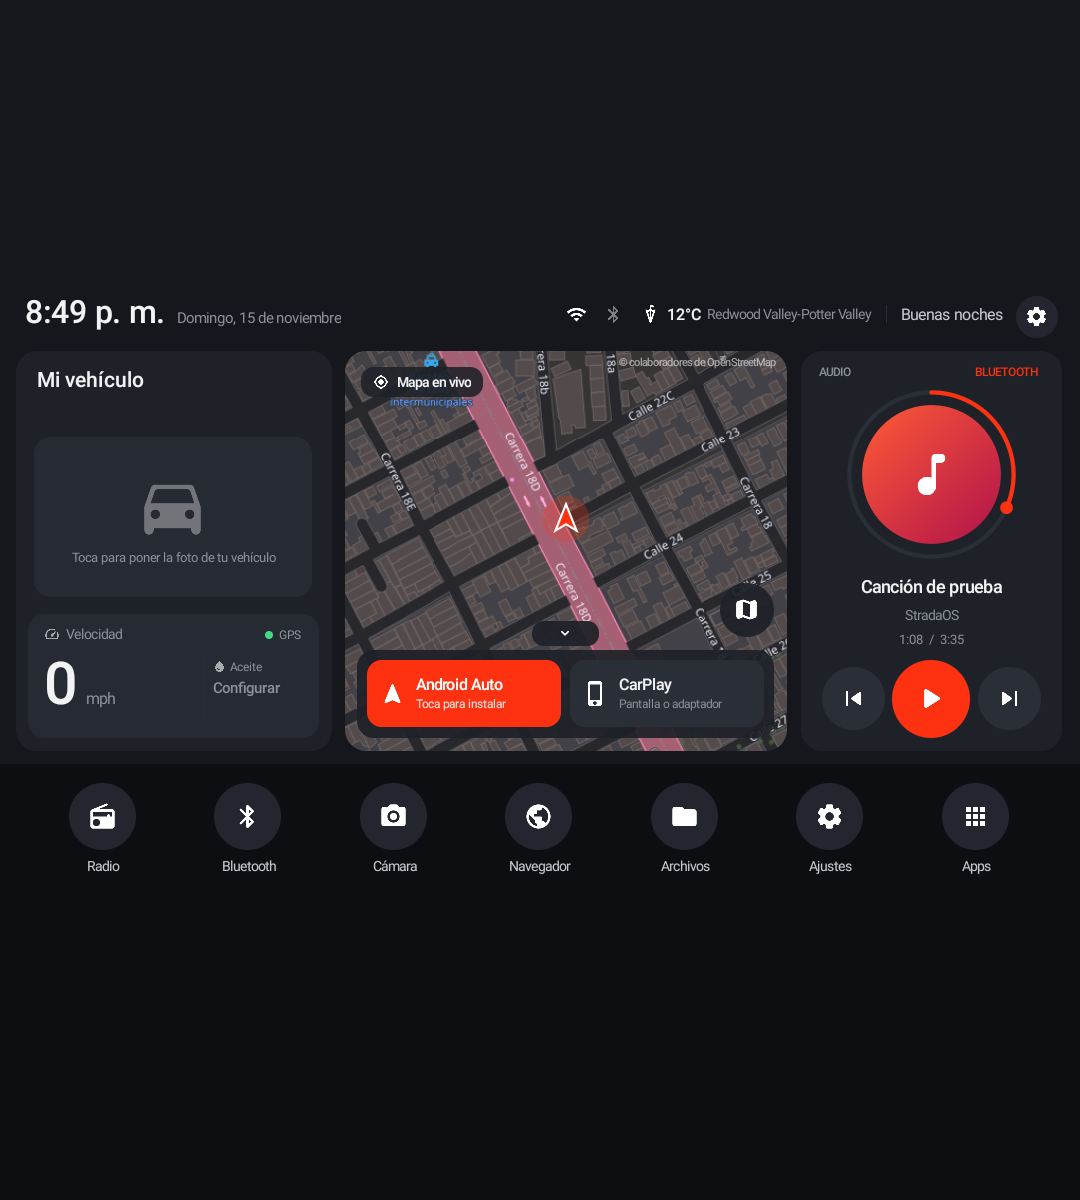 8:49 p. m.
Domingo, 15 de noviembre
12°C Redwood Valley-Potter Valley
Buenas noches
Mi vehículo
Toca para poner la foto de tu vehículo
Velocidad
GPS
0 mph
Aceite
Configurar
© colaboradores de OpenStreetMap
Mapa en vivo
intermunicipales
era 18b
18a
Calle 22C
Calle 23
Carrera 18D
Carrera 18E
Carrera 18
Calle 24
Carrera 18D
25
Carrera 1
Android Auto
Toca para instalar
CarPlay
Pantalla o adaptador
AUDIO
BLUETOOTH
Canción de prueba
StradaOS
1:08 / 3:35
Radio
Bluetooth
Cámara
Navegador
Archivos
Ajustes
Apps